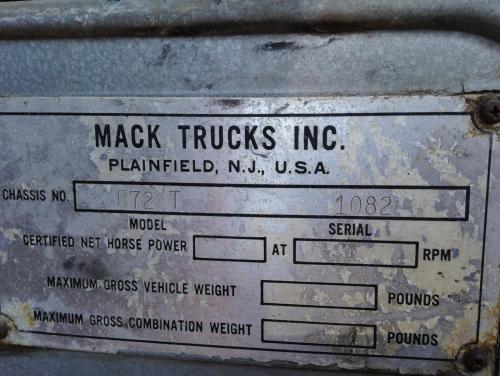 MACK TRUCKS INC.
PLAINFIELD, N.J., U.S.A.
CHASSIS NO. B72 T 1082
MODEL SERIAL
CERTIFIED NET HORSE POWER AT RPM
MAXIMUM GROSS VEHICLE WEIGHT POUNDS
MAXIMUM GROSS COMBINATION WEIGHT POUNDS